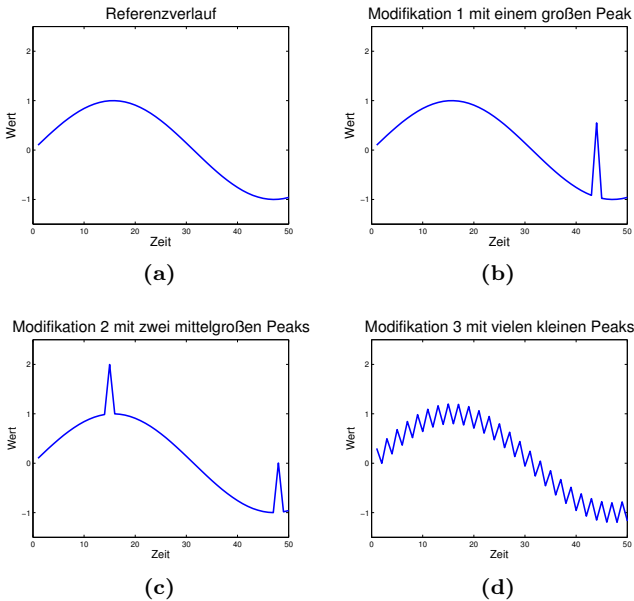 Referenzverlauf
2
1
0
−1
Wert
0 10 20 30 40 50
Zeit
(a)
Modifikation 1 mit einem großen Peak
2
1
0
−1
Wert
0 10 20 30 40 50
Zeit
(b)
Modifikation 2 mit zwei mittelgroßen Peaks
2
1
0
−1
Wert
0 10 20 30 40 50
Zeit
(c)
Modifikation 3 mit vielen kleinen Peaks
2
1
0
−1
Wert
0 10 20 30 40 50
Zeit
(d)